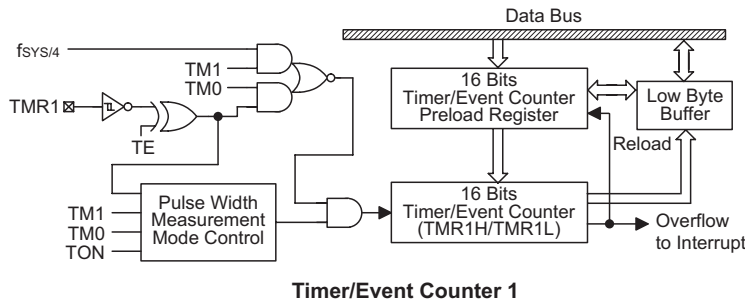 Data Bus
fSYS/4
TM1
TM0
TMR1
TE
16 Bits
Timer/Event Counter
Preload Register
Low Byte
Buffer
Reload
TM1
TM0
TON
Pulse Width
Measurement
Mode Control
16 Bits
Timer/Event Counter
(TMR1H/TMR1L)
Overflow
to Interrupt
Timer/Event Counter 1